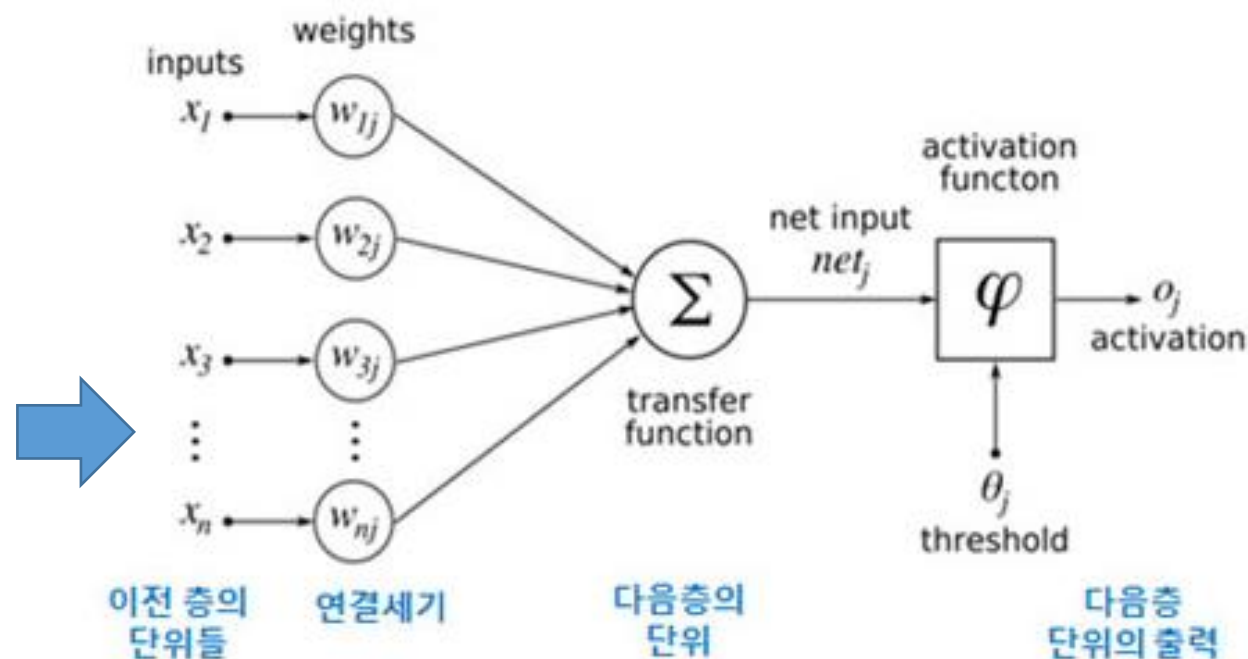 weights
inputs
x₁
w₁ⱼ
x₂
w₂ⱼ
x₃
w₃ⱼ
⋮
⋮
xₙ
wₙⱼ
Σ
transfer
function
net input
netⱼ
activation
functon
φ
oⱼ
activation
θⱼ
threshold
이전 층의
단위들
연결세기
다음층의
단위
다음층
단위의 출력